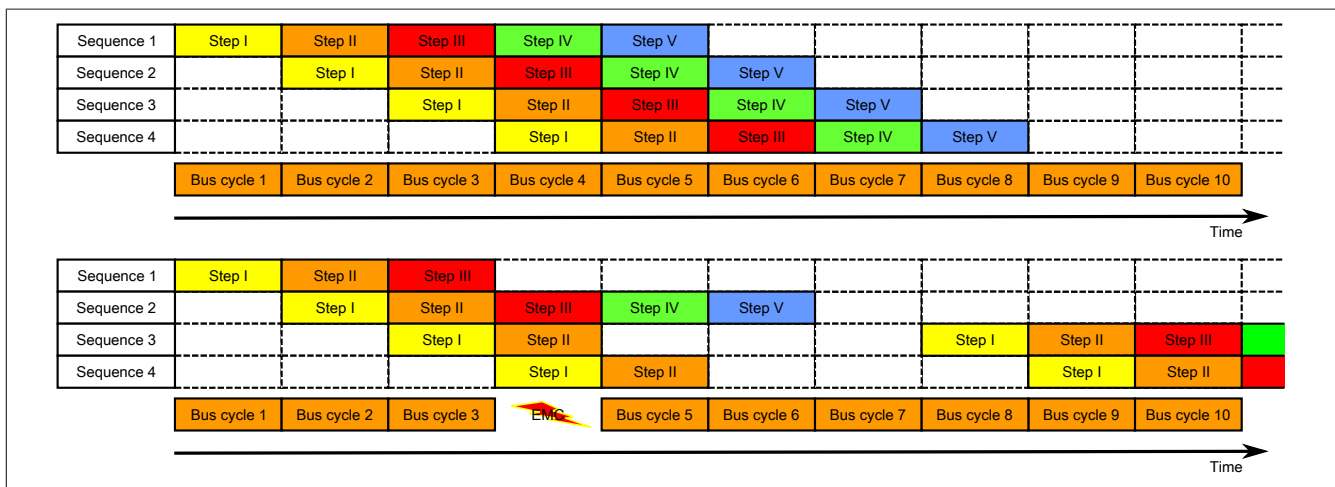 Sequence 1 Step I Step II Step III Step IV Step V
Sequence 2 Step I Step II Step III Step IV Step V
Sequence 3 Step I Step II Step III Step IV Step V
Sequence 4 Step I Step II Step III Step IV Step V
Bus cycle 1 Bus cycle 2 Bus cycle 3 Bus cycle 4 Bus cycle 5 Bus cycle 6 Bus cycle 7 Bus cycle 8 Bus cycle 9 Bus cycle 10
Time
Sequence 1 Step I Step II Step III
Sequence 2 Step I Step II Step III Step IV Step V
Sequence 3 Step I Step II Step I Step II Step III
Sequence 4 Step I Step II Step I Step II
Bus cycle 1 Bus cycle 2 Bus cycle 3 EMC Bus cycle 5 Bus cycle 6 Bus cycle 7 Bus cycle 8 Bus cycle 9 Bus cycle 10
Time